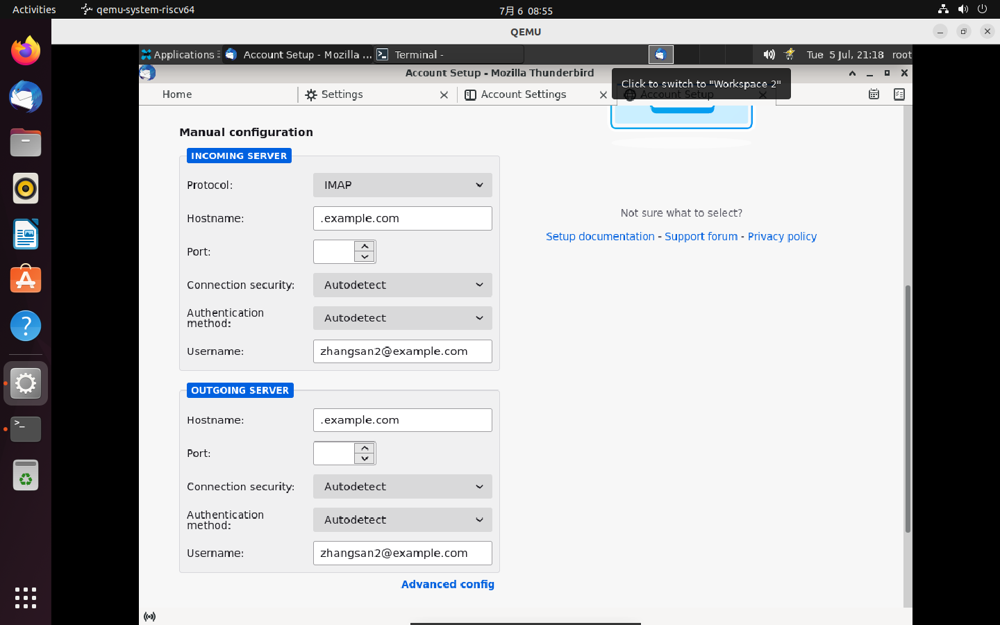 Activities
qemu-system-riscv64
7月 6 08:55
QEMU
Applications
Account Setup - Mozilla ...
Terminal -
Tue 5 Jul, 21:18
root
Account Setup - Mozilla Thunderbird
Click to switch to "Workspace 2"
Home
Settings
Account Settings
Account Setup
Manual configuration
INCOMING SERVER
Protocol:
IMAP
Hostname:
.example.com
Port:
Connection security:
Autodetect
Authentication
method:
Autodetect
Username:
zhangsan2@example.com
OUTGOING SERVER
Hostname:
.example.com
Port:
Connection security:
Autodetect
Authentication
method:
Autodetect
Username:
zhangsan2@example.com
Advanced config
Not sure what to select?
Setup documentation - Support forum - Privacy policy